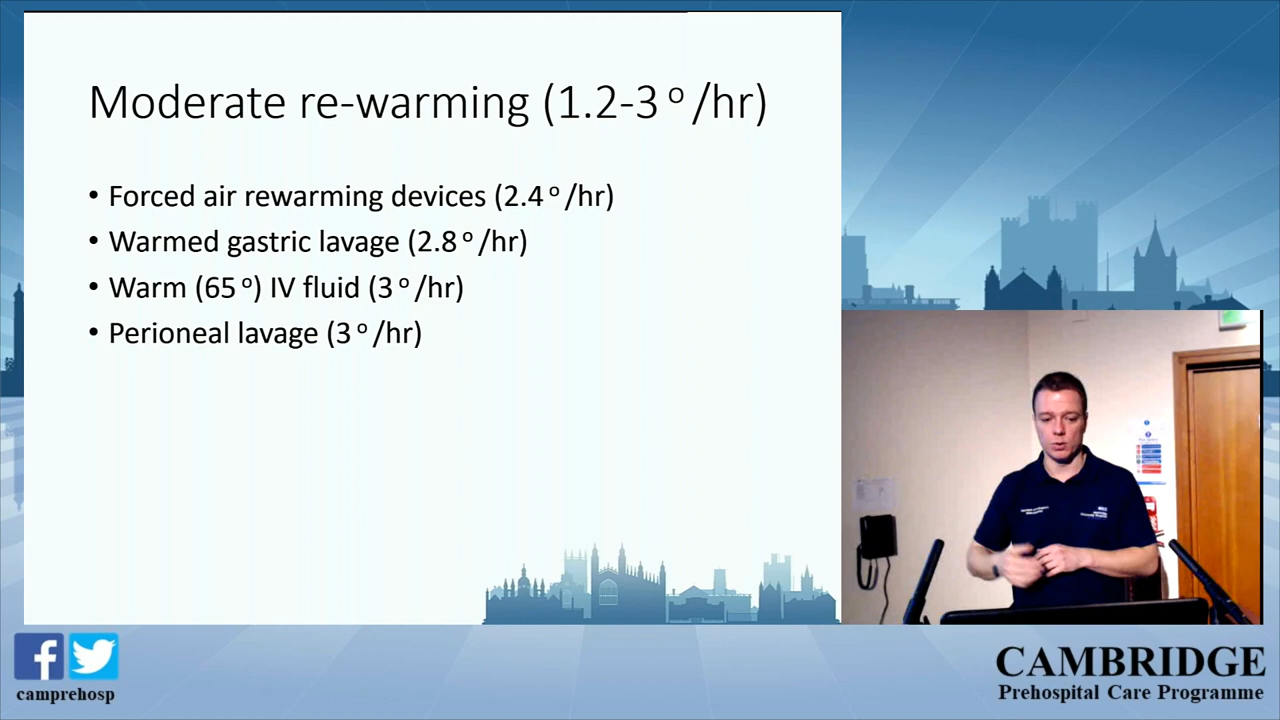 Moderate re-warming (1.2-3 º /hr)
• Forced air rewarming devices (2.4 º /hr)
• Warmed gastric lavage (2.8 º /hr)
• Warm (65 º) IV fluid (3 º /hr)
• Perioneal lavage (3 º /hr)
camprehosp
CAMBRIDGE
Prehospital Care Programme